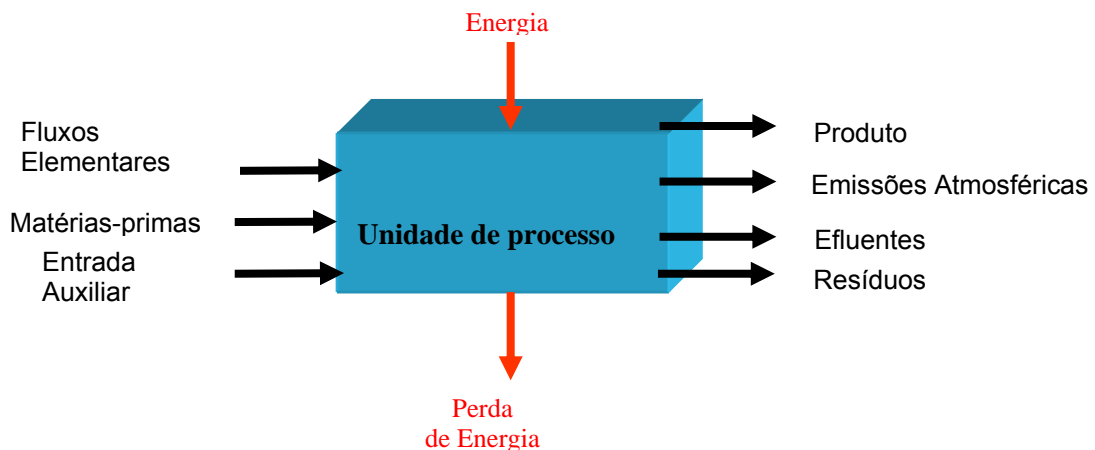 Energia
Fluxos
Elementares
Matérias-primas
Entrada
Auxiliar
Unidade de processo
Produto
Emissões Atmosféricas
Efluentes
Resíduos
Perda
de Energia